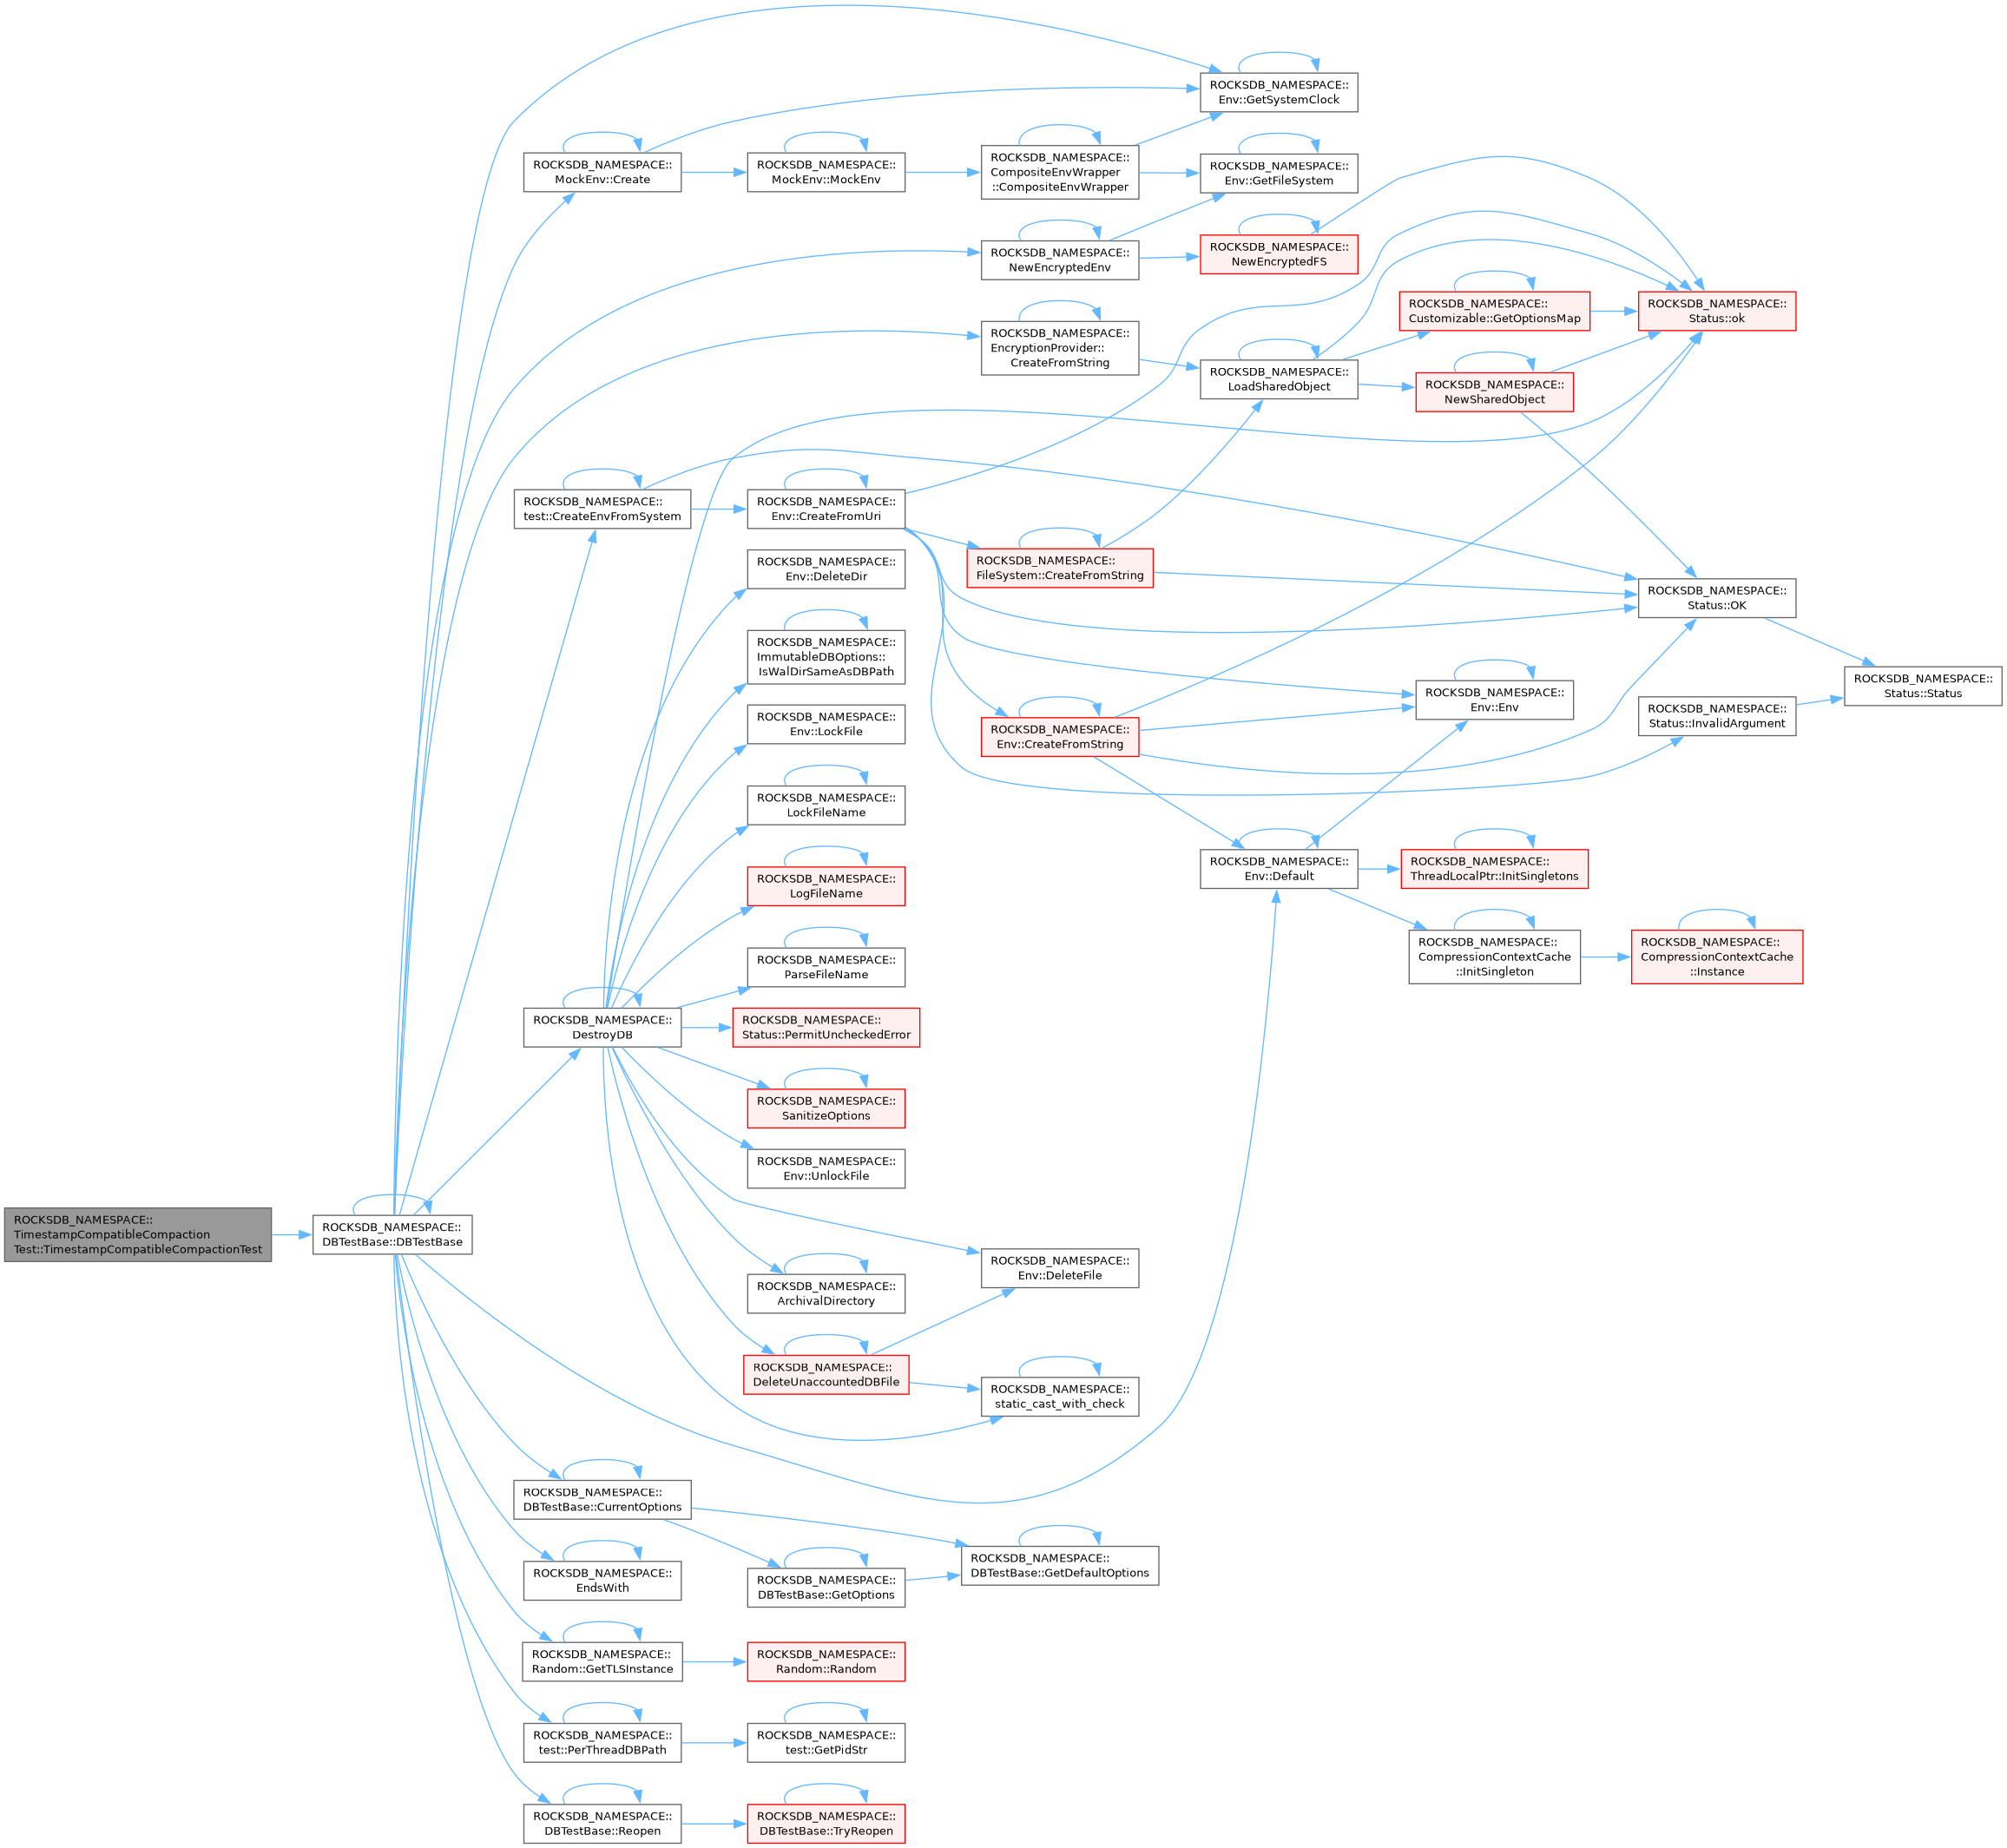 ROCKSDB_NAMESPACE::
TimestampCompatibleCompaction
Test::TimestampCompatibleCompactionTest
ROCKSDB_NAMESPACE::
DBTestBase::DBTestBase
ROCKSDB_NAMESPACE::
MockEnv::Create
ROCKSDB_NAMESPACE::
test::CreateEnvFromSystem
ROCKSDB_NAMESPACE::
DestroyDB
ROCKSDB_NAMESPACE::
DBTestBase::CurrentOptions
ROCKSDB_NAMESPACE::
EndsWith
ROCKSDB_NAMESPACE::
Random::GetTLSInstance
ROCKSDB_NAMESPACE::
test::PerThreadDBPath
ROCKSDB_NAMESPACE::
DBTestBase::Reopen
ROCKSDB_NAMESPACE::
MockEnv::MockEnv
ROCKSDB_NAMESPACE::
Env::CreateFromUri
ROCKSDB_NAMESPACE::
Env::DeleteDir
ROCKSDB_NAMESPACE::
ImmutableDBOptions::
IsWalDirSameAsDBPath
ROCKSDB_NAMESPACE::
Env::LockFile
ROCKSDB_NAMESPACE::
LockFileName
ROCKSDB_NAMESPACE::
LogFileName
ROCKSDB_NAMESPACE::
ParseFileName
ROCKSDB_NAMESPACE::
Status::PermitUncheckedError
ROCKSDB_NAMESPACE::
SanitizeOptions
ROCKSDB_NAMESPACE::
Env::UnlockFile
ROCKSDB_NAMESPACE::
ArchivalDirectory
ROCKSDB_NAMESPACE::
DeleteUnaccountedDBFile
ROCKSDB_NAMESPACE::
DBTestBase::GetOptions
ROCKSDB_NAMESPACE::
Random::Random
ROCKSDB_NAMESPACE::
test::GetPidStr
ROCKSDB_NAMESPACE::
DBTestBase::TryReopen
ROCKSDB_NAMESPACE::
CompositeEnvWrapper
::CompositeEnvWrapper
ROCKSDB_NAMESPACE::
NewEncryptedEnv
ROCKSDB_NAMESPACE::
EncryptionProvider::
CreateFromString
ROCKSDB_NAMESPACE::
FileSystem::CreateFromString
ROCKSDB_NAMESPACE::
Env::CreateFromString
ROCKSDB_NAMESPACE::
Env::DeleteFile
ROCKSDB_NAMESPACE::
static_cast_with_check
ROCKSDB_NAMESPACE::
DBTestBase::GetDefaultOptions
ROCKSDB_NAMESPACE::
Env::GetSystemClock
ROCKSDB_NAMESPACE::
Env::GetFileSystem
ROCKSDB_NAMESPACE::
NewEncryptedFS
ROCKSDB_NAMESPACE::
LoadSharedObject
ROCKSDB_NAMESPACE::
Env::Default
ROCKSDB_NAMESPACE::
Customizable::GetOptionsMap
ROCKSDB_NAMESPACE::
NewSharedObject
ROCKSDB_NAMESPACE::
Env::Env
ROCKSDB_NAMESPACE::
ThreadLocalPtr::InitSingletons
ROCKSDB_NAMESPACE::
CompressionContextCache
::InitSingleton
ROCKSDB_NAMESPACE::
Status::ok
ROCKSDB_NAMESPACE::
Status::OK
ROCKSDB_NAMESPACE::
Status::InvalidArgument
ROCKSDB_NAMESPACE::
CompressionContextCache
::Instance
ROCKSDB_NAMESPACE::
Status::Status